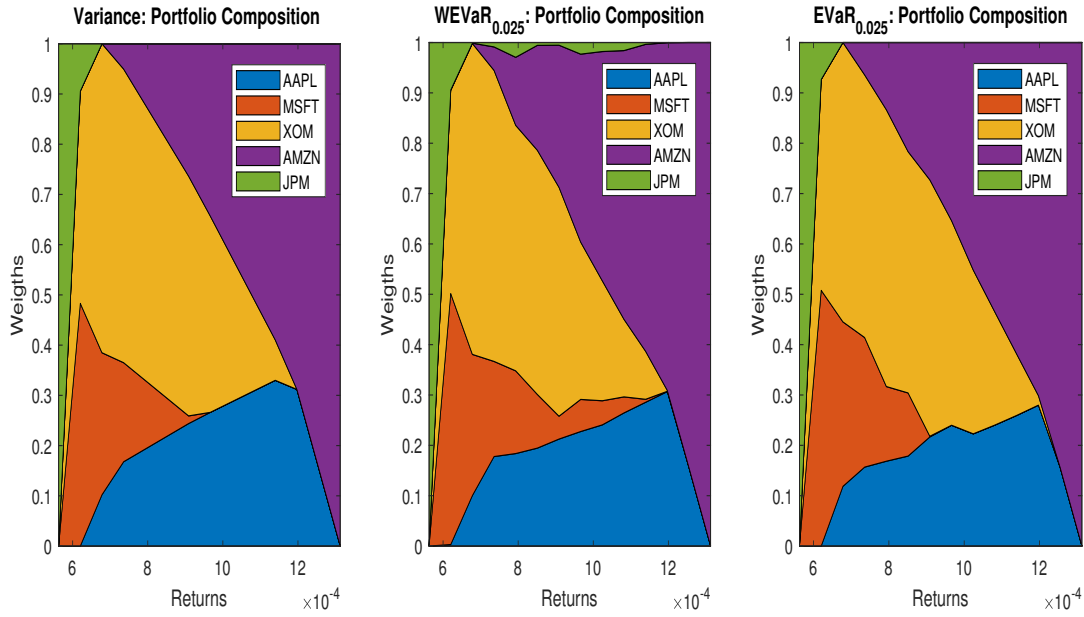 Variance: Portfolio Composition
1
0.9
0.8
0.7
0.6
0.5
0.4
0.3
0.2
0.1
0
Weigths
AAPL
MSFT
XOM
AMZN
JPM
6 8 10 12
Returns ×10⁻⁴
WEVaR₀.₀₂₅: Portfolio Composition
1
0.9
0.8
0.7
0.6
0.5
0.4
0.3
0.2
0.1
0
Weigths
AAPL
MSFT
XOM
AMZN
JPM
6 8 10 12
Returns ×10⁻⁴
EVaR₀.₀₂₅: Portfolio Composition
1
0.9
0.8
0.7
0.6
0.5
0.4
0.3
0.2
0.1
0
Weigths
AAPL
MSFT
XOM
AMZN
JPM
6 8 10 12
Returns ×10⁻⁴